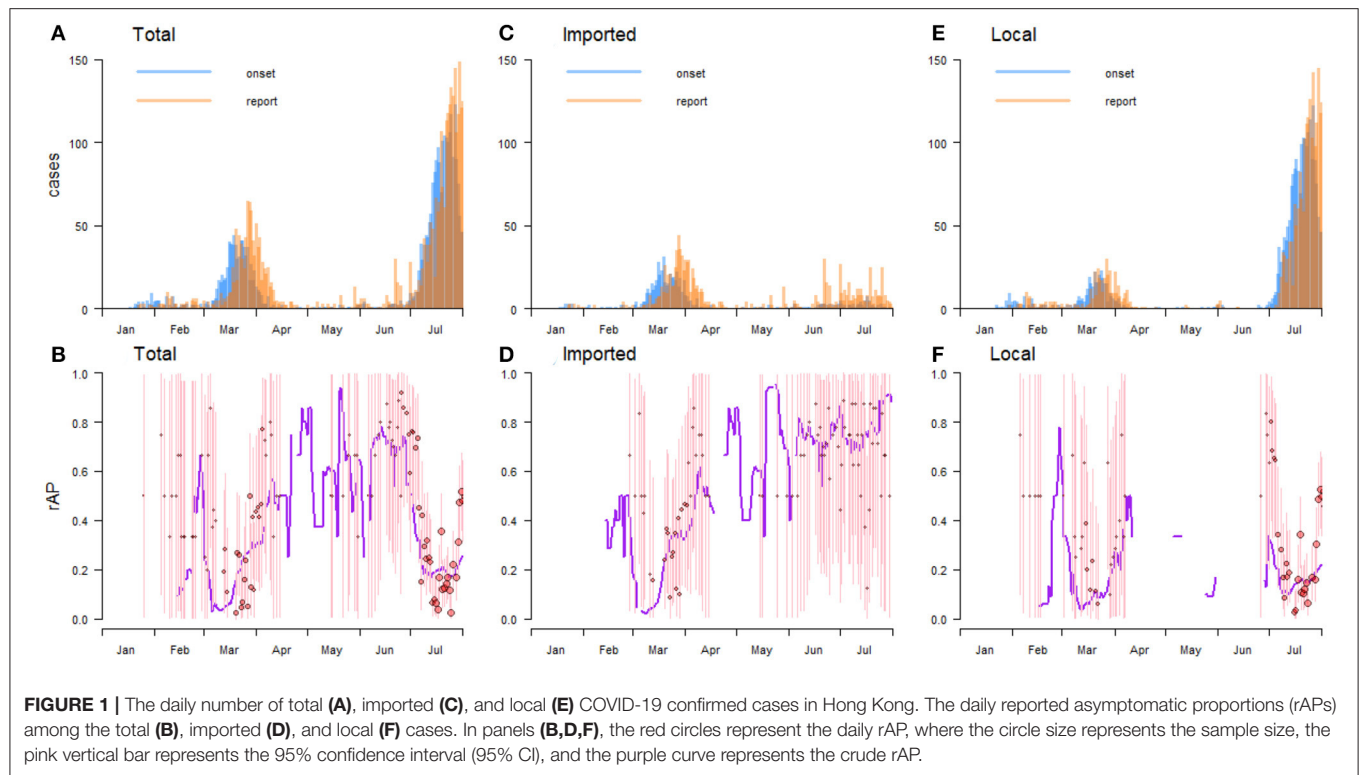 A Total
150
100
50
0
cases
onset
report
Jan Feb Mar Apr May Jun Jul
C Imported
150
100
50
0
onset
report
Jan Feb Mar Apr May Jun Jul
E Local
150
100
50
0
onset
report
Jan Feb Mar Apr May Jun Jul
B Total
1.0
0.8
0.6
0.4
0.2
0.0
rAP
Jan Feb Mar Apr May Jun Jul
D Imported
1.0
0.8
0.6
0.4
0.2
0.0
Jan Feb Mar Apr May Jun Jul
F Local
1.0
0.8
0.6
0.4
0.2
0.0
Jan Feb Mar Apr May Jun Jul
FIGURE 1 | The daily number of total (A), imported (C), and local (E) COVID-19 confirmed cases in Hong Kong. The daily reported asymptomatic proportions (rAPs)
among the total (B), imported (D), and local (F) cases. In panels (B,D,F), the red circles represent the daily rAP, where the circle size represents the sample size, the
pink vertical bar represents the 95% confidence interval (95% CI), and the purple curve represents the crude rAP.